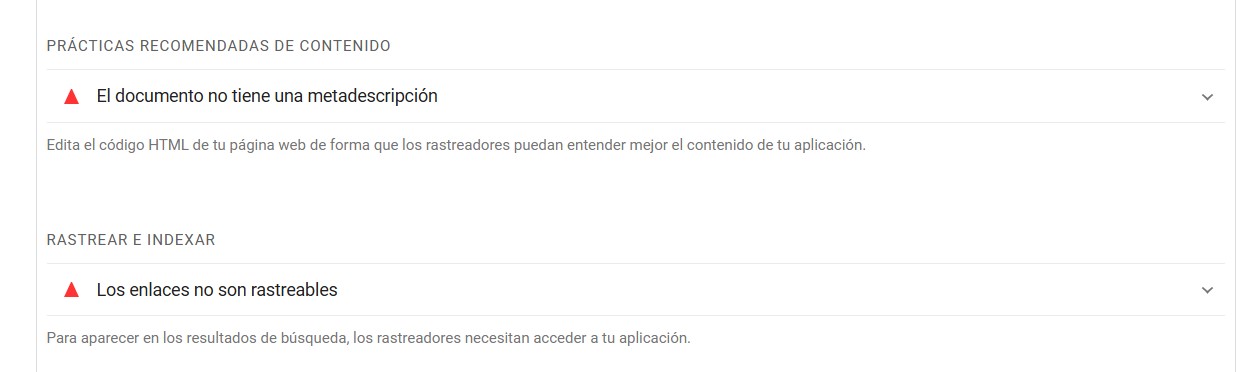 PRÁCTICAS RECOMENDADAS DE CONTENIDO
El documento no tiene una metadescripción
Edita el código HTML de tu página web de forma que los rastreadores puedan entender mejor el contenido de tu aplicación.
RASTREAR E INDEXAR
Los enlaces no son rastreables
Para aparecer en los resultados de búsqueda, los rastreadores necesitan acceder a tu aplicación.